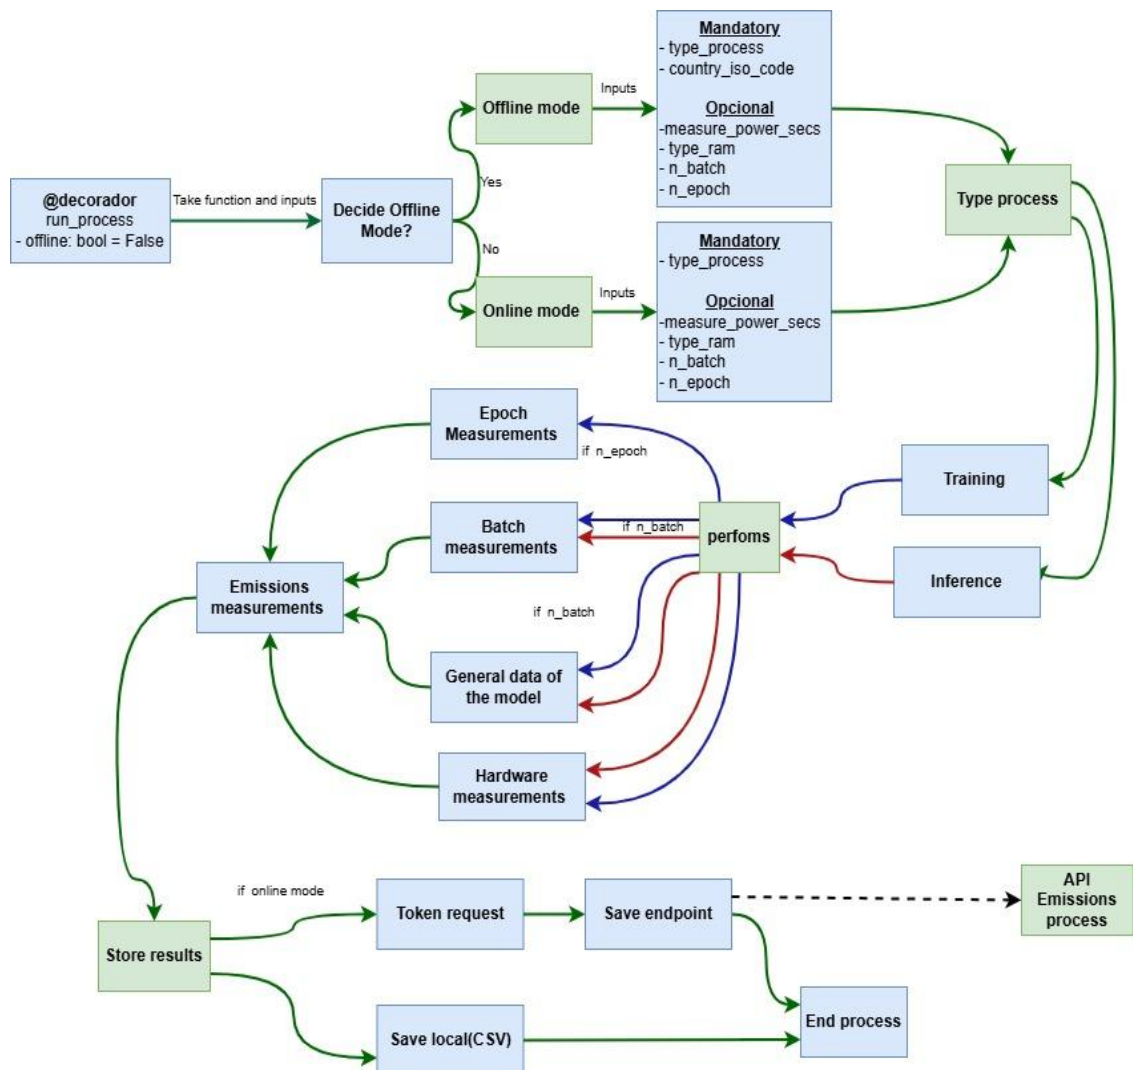 @decorador
run_process
- offline: bool = False
Take function and inputs
Decide Offline
Mode?
Yes
No
Offline mode
Inputs
Mandatory
- type_process
- country_iso_code
Opcional
-measure_power_secs
- type_ram
- n_batch
- n_epoch
Online mode
Inputs
Mandatory
- type_process
Opcional
-measure_power_secs
- type_ram
- n_batch
- n_epoch
Type process
Training
Inference
perfoms
if n_epoch
if n_batch
if n_batch
Epoch
Measurements
Batch
measurements
General data of
the model
Hardware
measurements
Emissions
measurements
Store results
if online mode
Token request
Save endpoint
API
Emissions
process
Save local(CSV)
End process